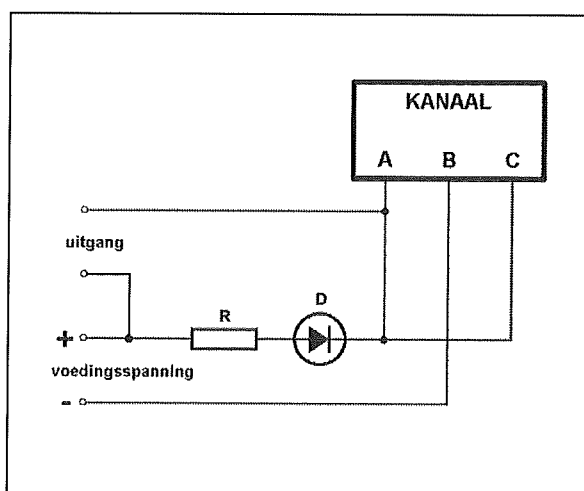 KANAAL
A B C
uitgang
D
R
+
voedingsspanning
-